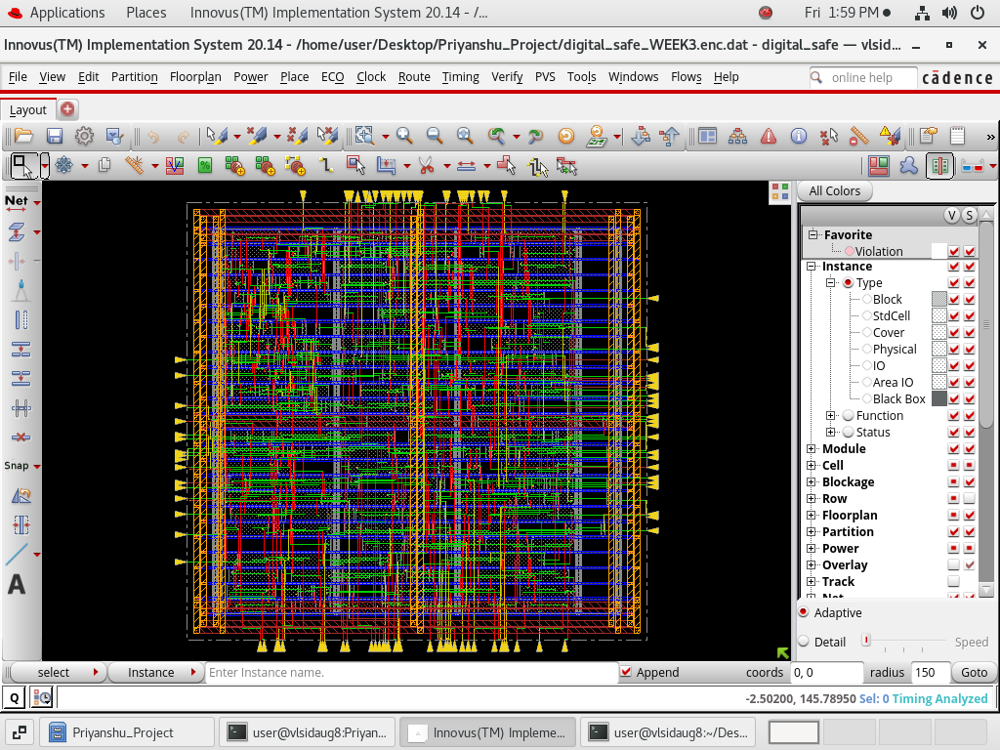 Applications Places Innovus(TM) Implementation System 20.14 - /... Fri 1:59 PM
Innovus(TM) Implementation System 20.14 - /home/user/Desktop/Priyanshu_Project/digital_safe_WEEK3.enc.dat - digital_safe — vlsid...
File View Edit Partition Floorplan Power Place ECO Clock Route Timing Verify PVS Tools Windows Flows Help online help cādence
Layout
All Colors
Net
V S
Favorite
Violation
Instance
Type
Block
StdCell
Cover
Physical
IO
Area IO
Black Box
Function
Status
Module
Cell
Blockage
Row
Floorplan
Partition
Power
Overlay
Track
Net
Snap
A
Adaptive
Detail Speed
select Instance Enter Instance name. Append coords 0, 0 radius 150 Goto
Q -2.50200, 145.78950 Sel: 0 Timing Analyzed
Priyanshu_Project user@vlsidaug8:Priyan... Innovus(TM) Impleme... user@vlsidaug8:~/Des...